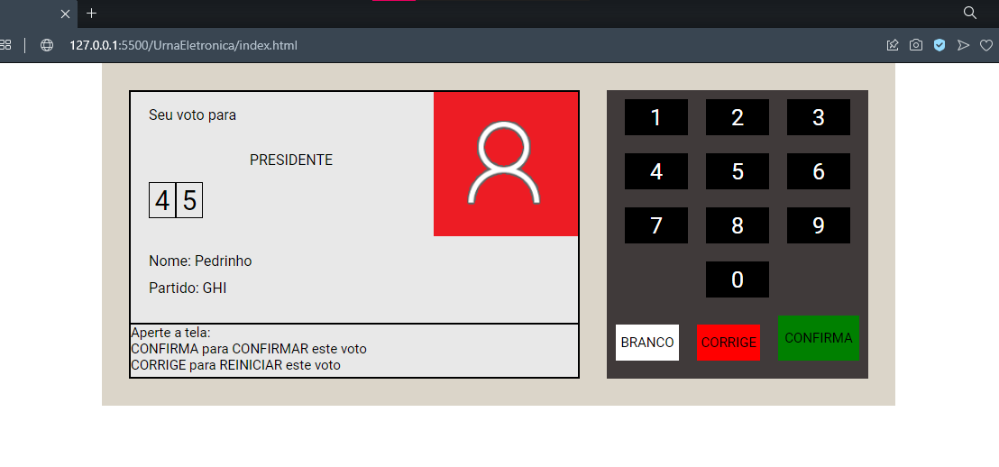 127.0.0.1:5500/UrnaEletronica/index.html
Seu voto para
PRESIDENTE
4 5
Nome: Pedrinho
Partido: GHI
Aperte a tela:
CONFIRMA para CONFIRMAR este voto
CORRIGE para REINICIAR este voto
1 2 3
4 5 6
7 8 9
0
BRANCO CORRIGE CONFIRMA